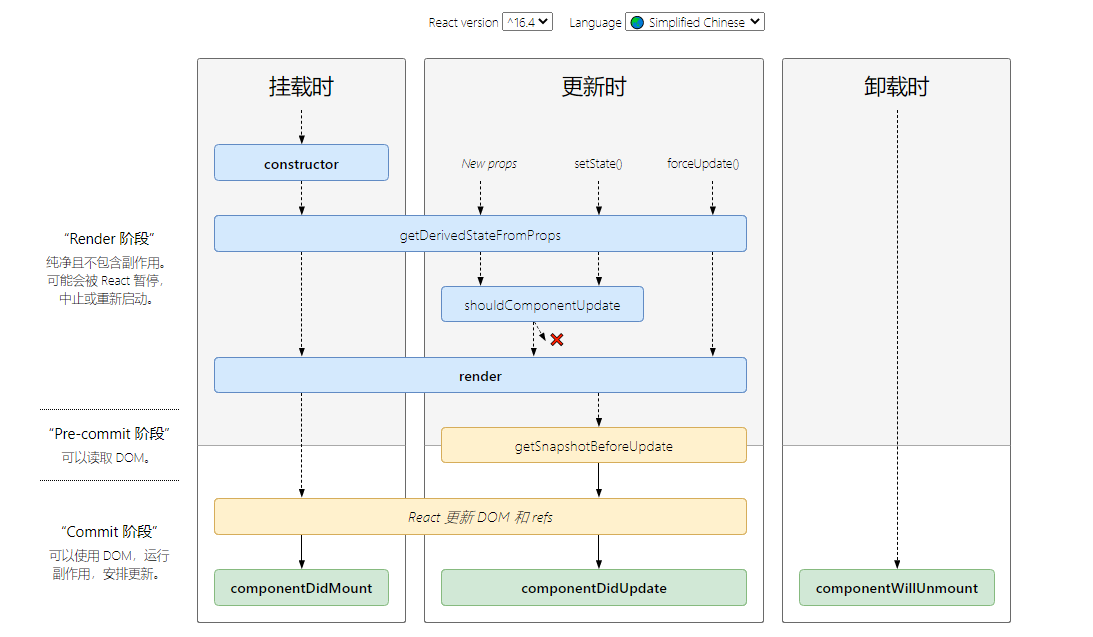 React version ^16.4 Language Simplified Chinese
挂载时
更新时
卸载时
constructor
New props
setState()
forceUpdate()
“Render 阶段”
纯净且不包含副作用。
可能会被 React 暂停，
中止或重新启动。
getDerivedStateFromProps
shouldComponentUpdate
render
“Pre-commit 阶段”
可以读取 DOM。
getSnapshotBeforeUpdate
“Commit 阶段”
可以使用 DOM，运行
副作用，安排更新。
React 更新 DOM 和 refs
componentDidMount
componentDidUpdate
componentWillUnmount